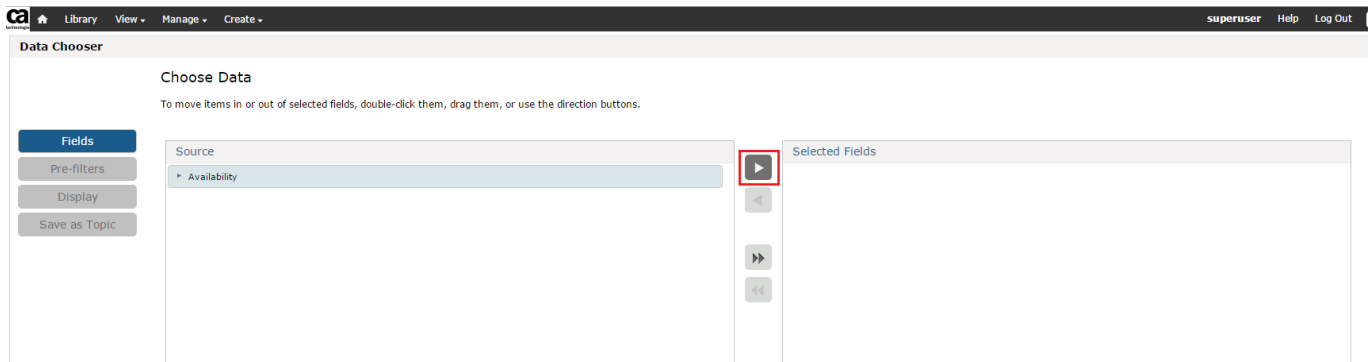 ca
technologies
Library View Manage Create superuser Help Log Out
Data Chooser
Choose Data
To move items in or out of selected fields, double-click them, drag them, or use the direction buttons.
Fields
Pre-filters
Display
Save as Topic
Source
Availability
Selected Fields